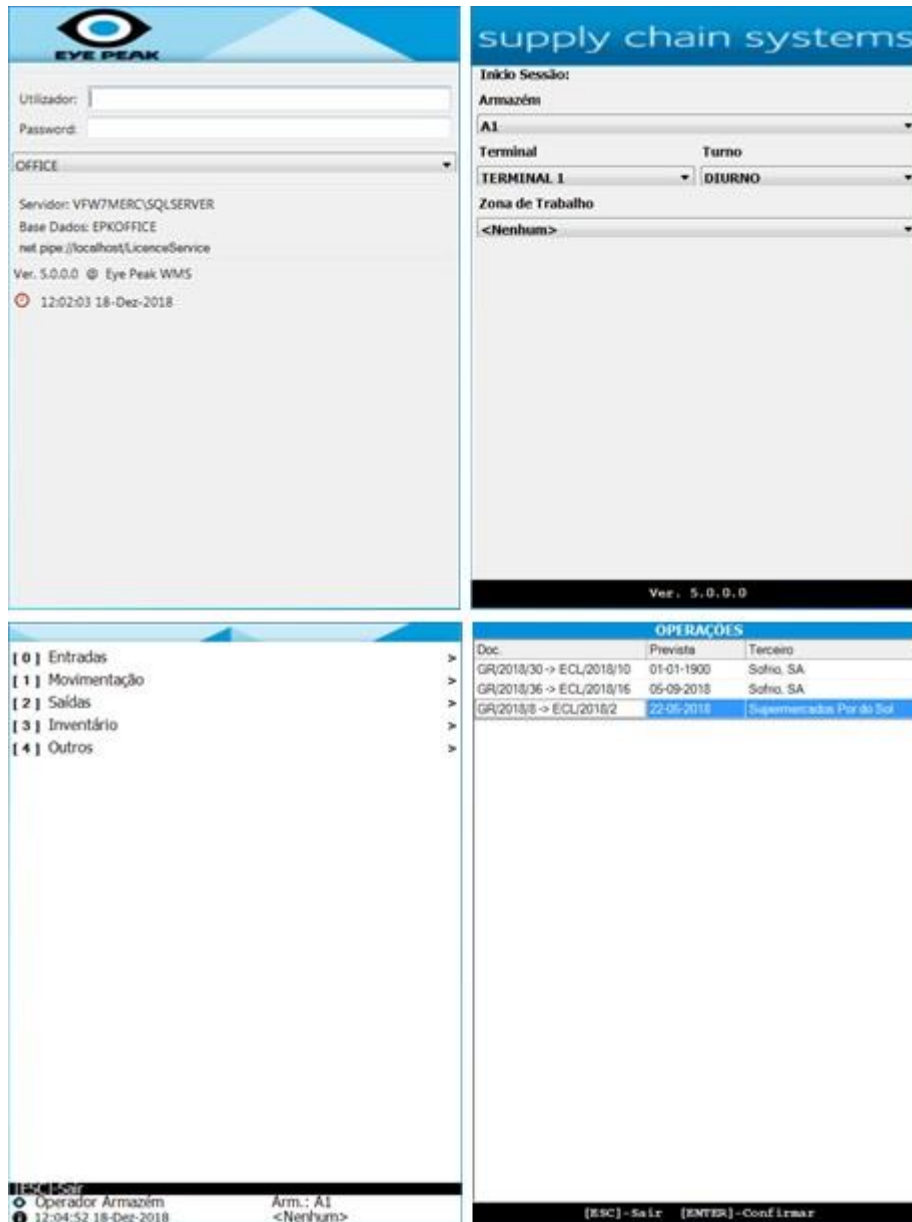 EYE PEAK
Utilizador:
Password:
OFFICE
Servidor: VFW7MERC\SQLSERVER
Base Dados: EPKOFFICE
net.pipe://localhost/LicenceService
Ver. 5.0.0.0 @ Eye Peak WMS
12:02:03 18-Dez-2018
supply chain systems
Início Sessão:
Armazém
A1
Terminal Turno
TERMINAL 1 DIURNO
Zona de Trabalho
<Nenhum>
Ver. 5.0.0.0
[ 0 ] Entradas >
[ 1 ] Movimentação >
[ 2 ] Saídas >
[ 3 ] Inventário >
[ 4 ] Outros >
[ESC]-Sair
Operador Armazém Arm.: A1
12:04:52 18-Dez-2018 <Nenhum>
OPERAÇÕES
Doc. Prevista Terceiro
GR/2018/30 -> ECL/2018/10 01-01-1900 Sofrio, SA
GR/2018/36 -> ECL/2018/16 05-09-2018 Sofrio, SA
GR/2018/8 -> ECL/2018/2 22-05-2018 Supermercados Por do Sol
[ESC]-Sair [ENTER]-Confirmar